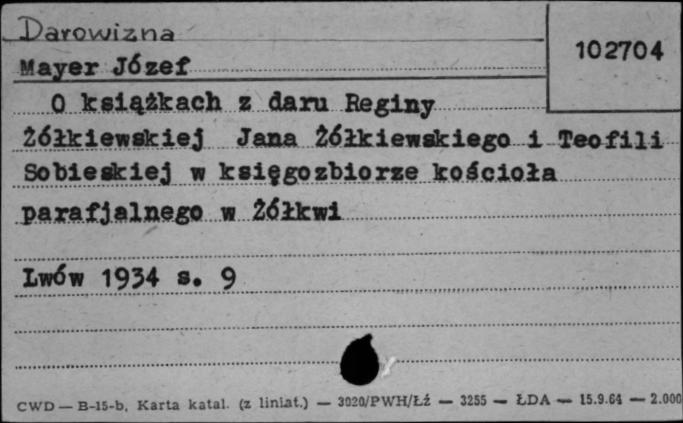 Darowizna
102704
Mayer Józef
O książkach z daru Reginy
Żółkiewskiej Jana Żółkiewskiego i Teofili
Sobieskiej w księgozbiorze kościoła
parafjalnego w Żółkwi
Lwów 1934 s. 9
CWD — B-15-b, Karta katal. (z liniat.) — 3020/PWH/Łź — 3255 — ŁDA — 15.9.64 — 2.000